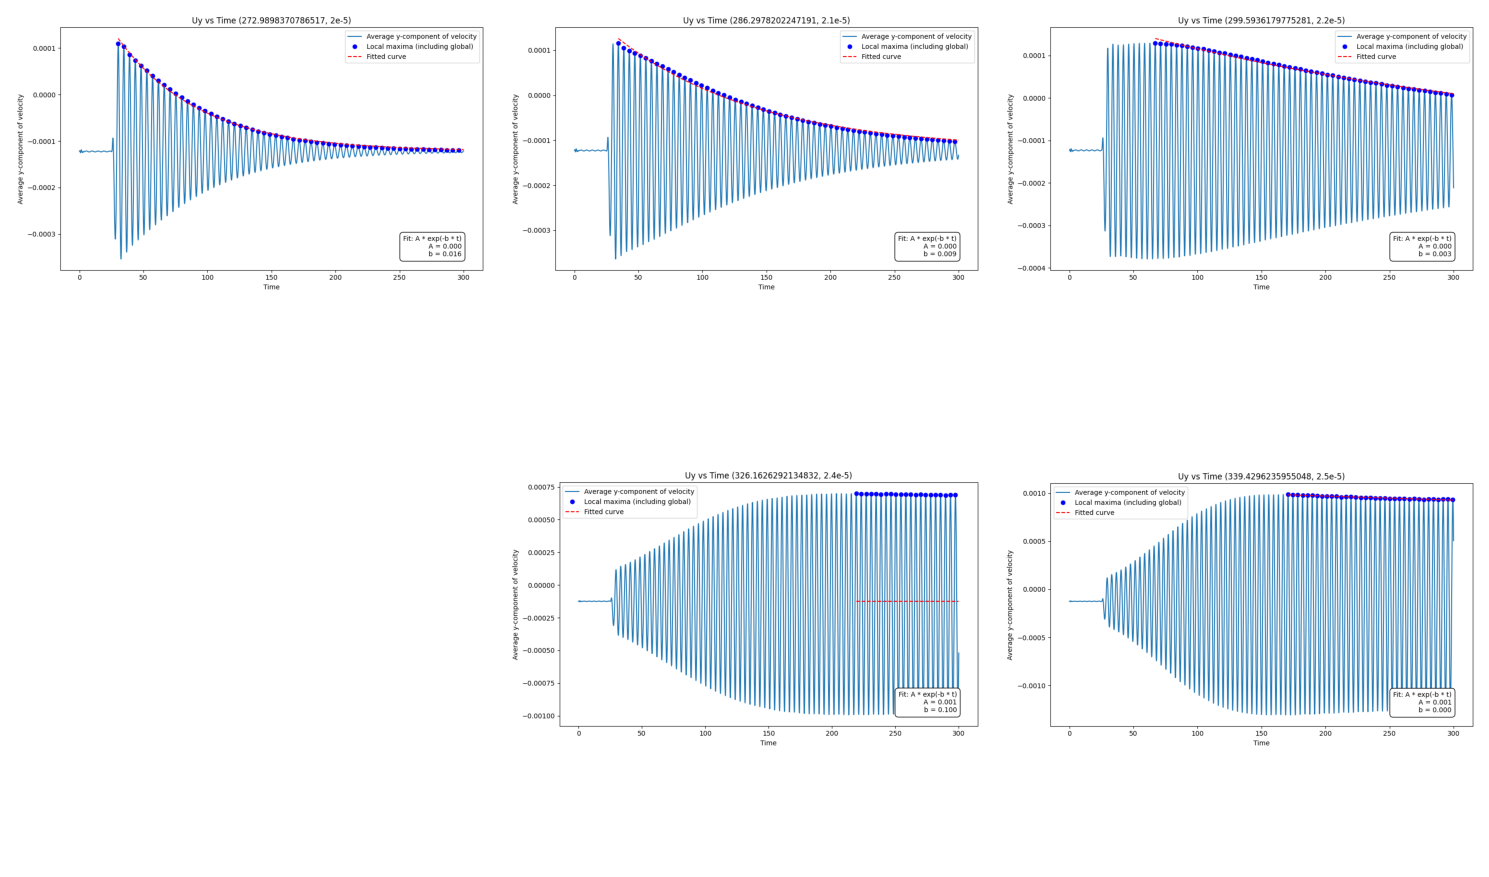 Uy vs Time (272.9898370786517, 2e-5)
Average y-component of velocity
Local maxima (including global)
Fitted curve
0.0001
0.0000
−0.0001
−0.0002
−0.0003
Average y-component of velocity
Fit: A * exp(-b * t)
A = 0.000
b = 0.016
0 50 100 150 200 250 300
Time
Uy vs Time (286.2978202247191, 2.1e-5)
Average y-component of velocity
Local maxima (including global)
Fitted curve
0.0001
0.0000
−0.0001
−0.0002
−0.0003
Average y-component of velocity
Fit: A * exp(-b * t)
A = 0.000
b = 0.009
0 50 100 150 200 250 300
Time
Uy vs Time (299.5936179775281, 2.2e-5)
Average y-component of velocity
Local maxima (including global)
Fitted curve
0.0001
0.0000
−0.0001
−0.0002
−0.0003
−0.0004
Average y-component of velocity
Fit: A * exp(-b * t)
A = 0.000
b = 0.003
0 50 100 150 200 250 300
Time
Uy vs Time (326.1626292134832, 2.4e-5)
Average y-component of velocity
Local maxima (including global)
Fitted curve
0.00075
0.00050
0.00025
0.00000
−0.00025
−0.00050
−0.00075
−0.00100
Average y-component of velocity
Fit: A * exp(-b * t)
A = 0.001
b = 0.100
0 50 100 150 200 250 300
Time
Uy vs Time (339.4296235955048, 2.5e-5)
Average y-component of velocity
Local maxima (including global)
Fitted curve
0.0010
0.0005
0.0000
−0.0005
−0.0010
Average y-component of velocity
Fit: A * exp(-b * t)
A = 0.001
b = 0.000
0 50 100 150 200 250 300
Time